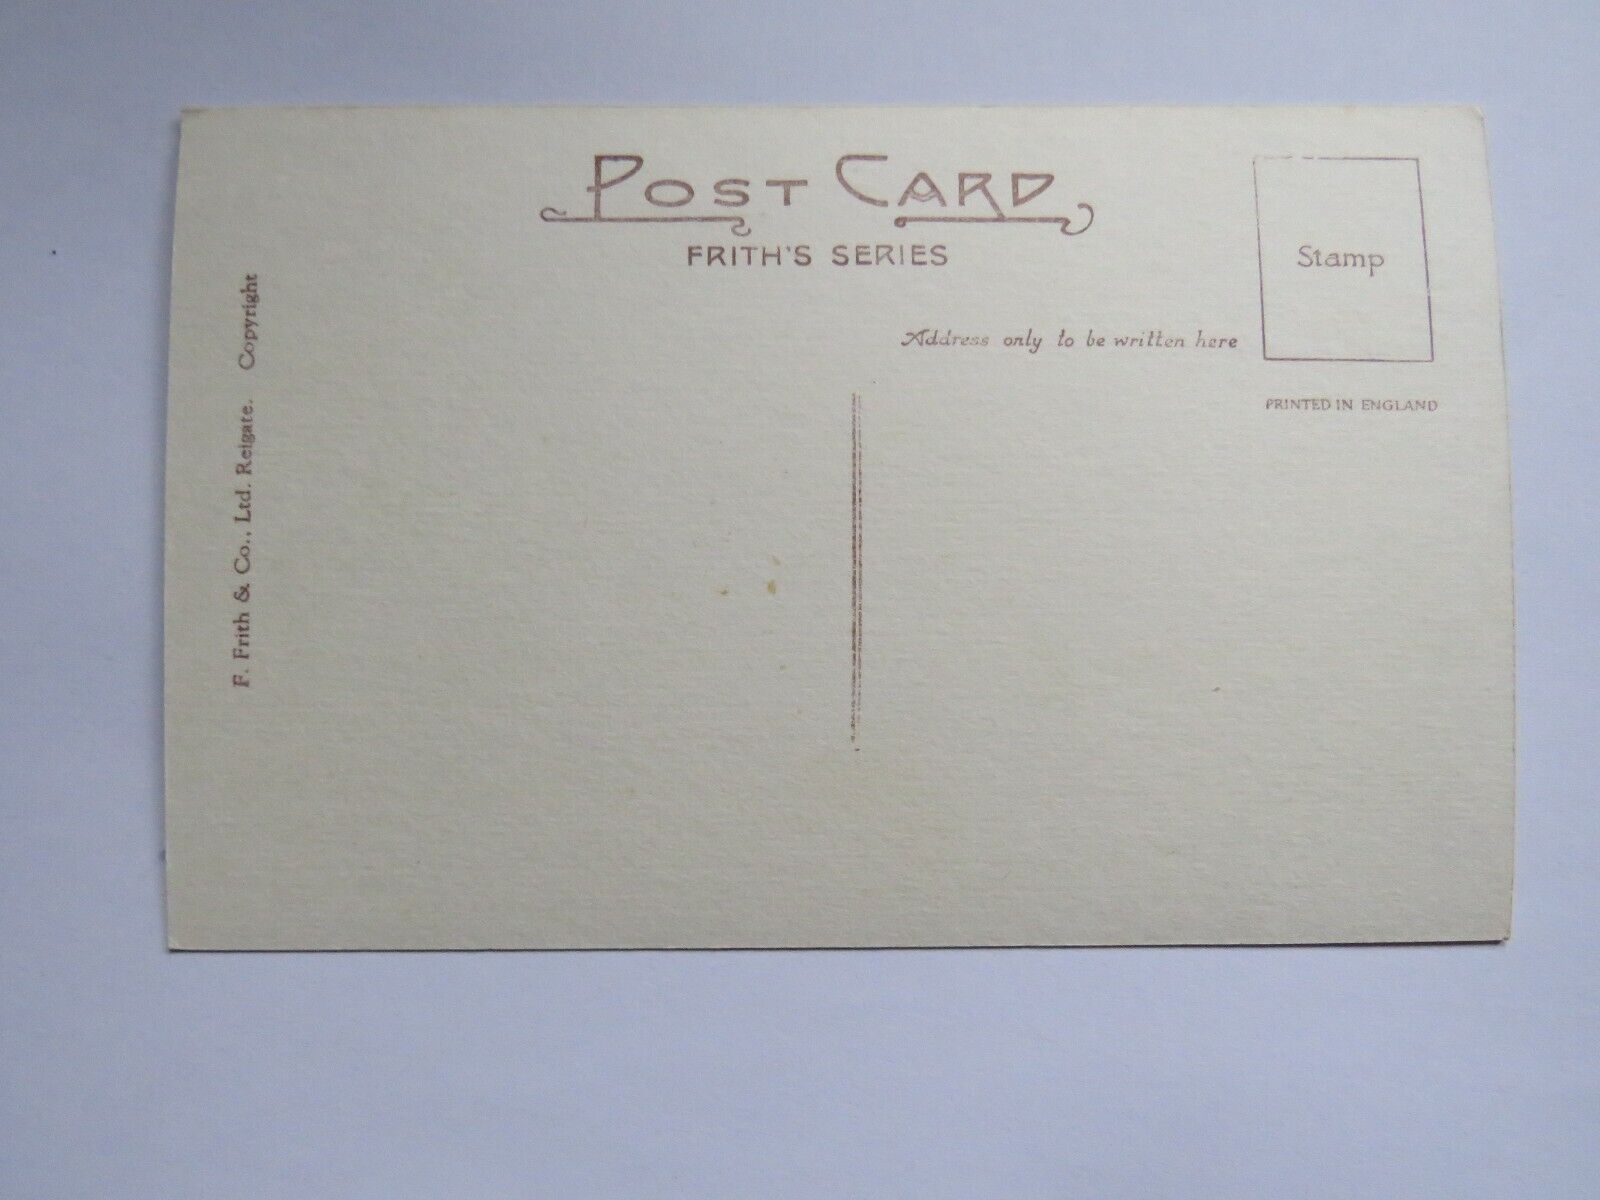 POST CARD
FRITH'S SERIES
Stamp
Address only to be written here
PRINTED IN ENGLAND
F. Frith & Co., Ltd. Reigate. Copyright